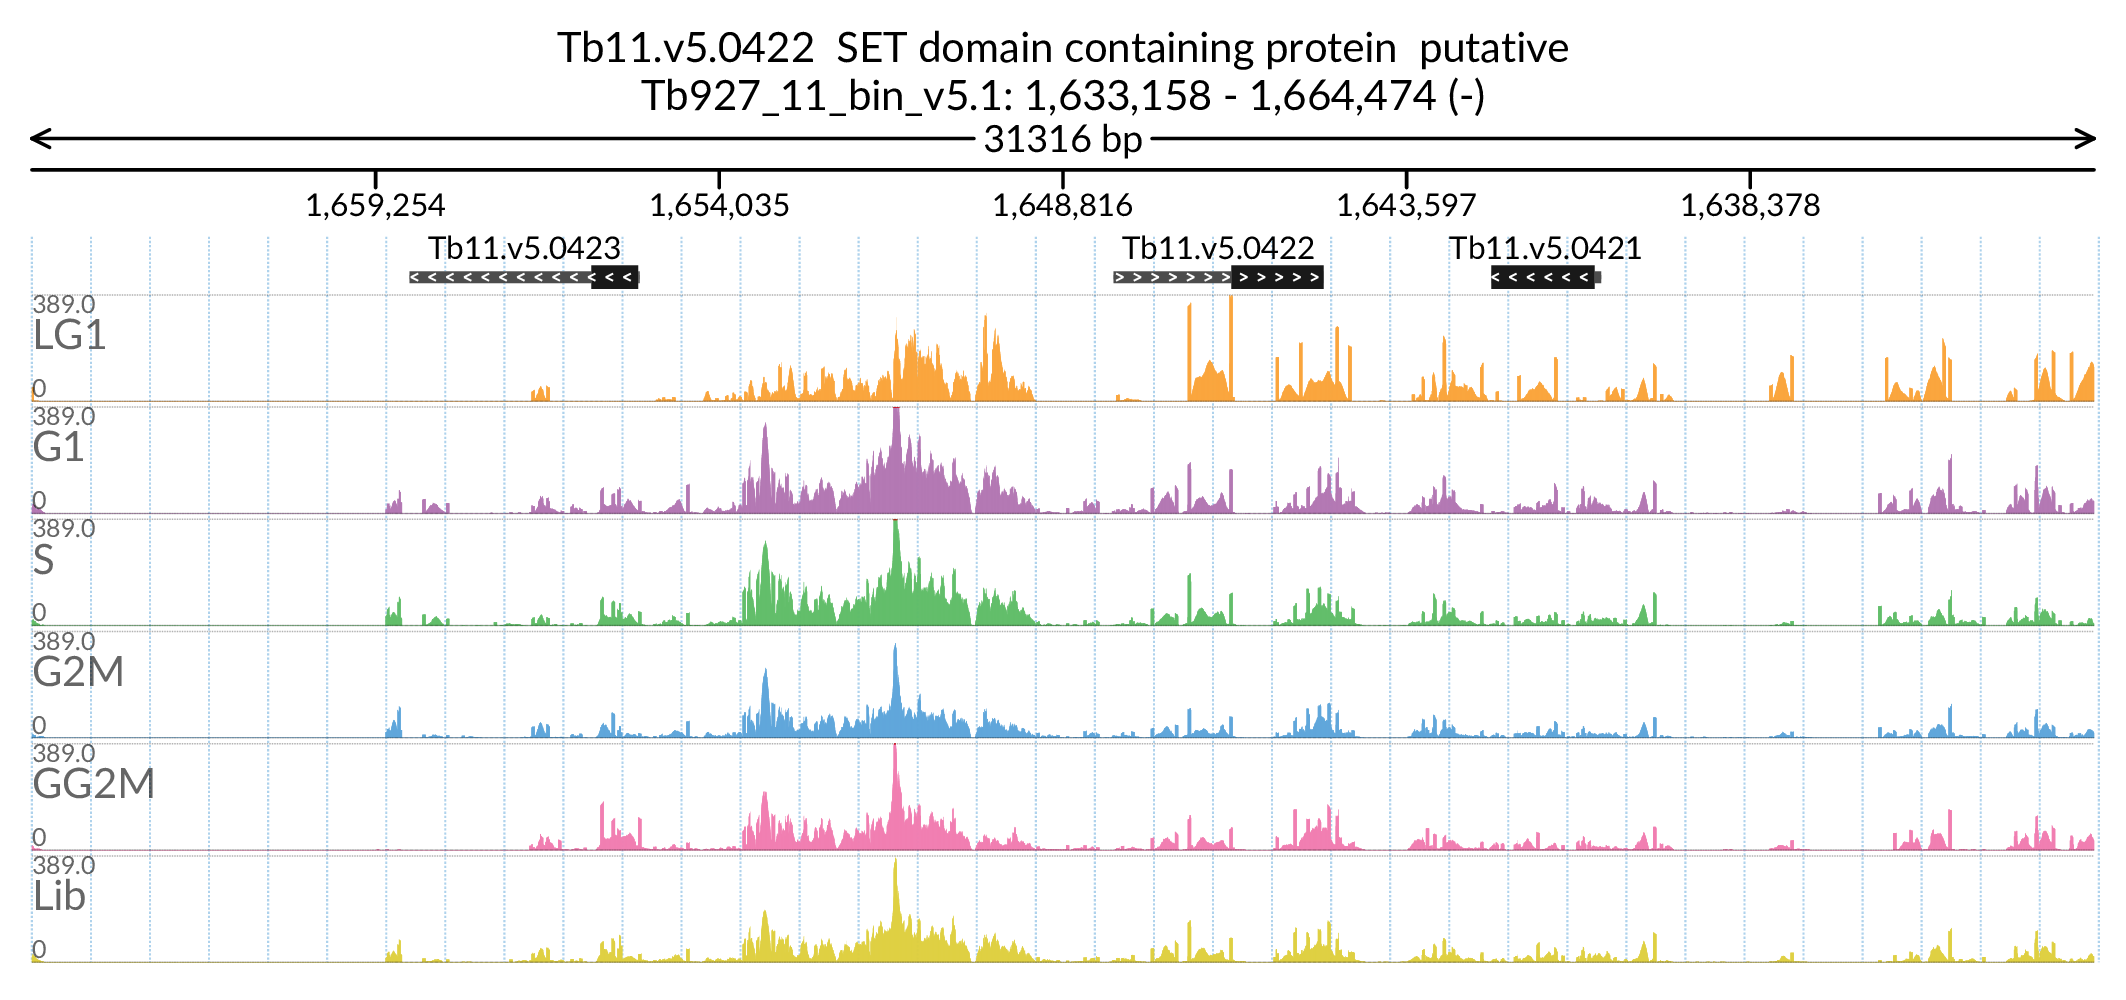 Tb11.v5.0422  SET domain containing protein  putative
Tb927_11_bin_v5.1: 1,633,158 - 1,664,474 (-)
31316 bp
1,659,254 1,654,035 1,648,816 1,643,597 1,638,378
Tb11.v5.0423 Tb11.v5.0422 Tb11.v5.0421
389.0
LG1
0
389.0
G1
0
389.0
S
0
389.0
G2M
0
389.0
GG2M
0
389.0
Lib
0